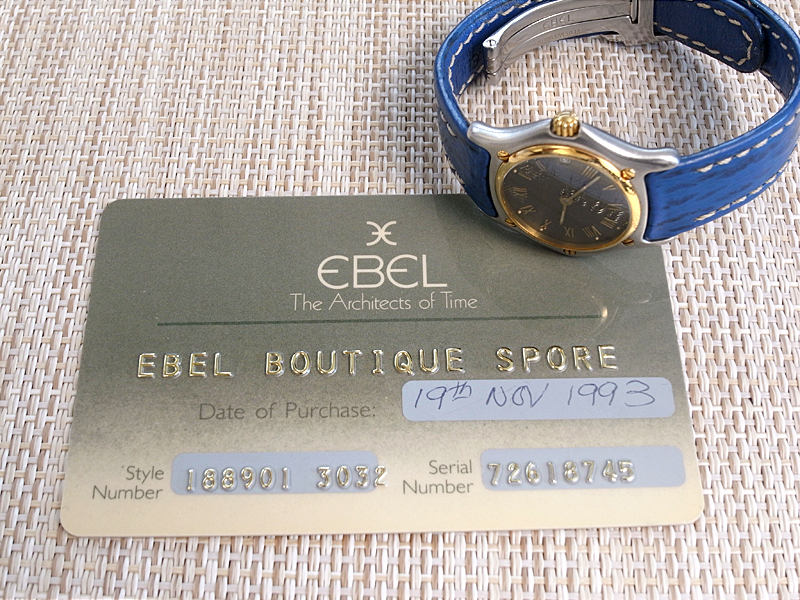 EBEL
The Architects of Time
EBEL BOUTIQUE SPORE
Date of Purchase: 19th NOV 1993
Style Number 188901 3032
Serial Number 72618745